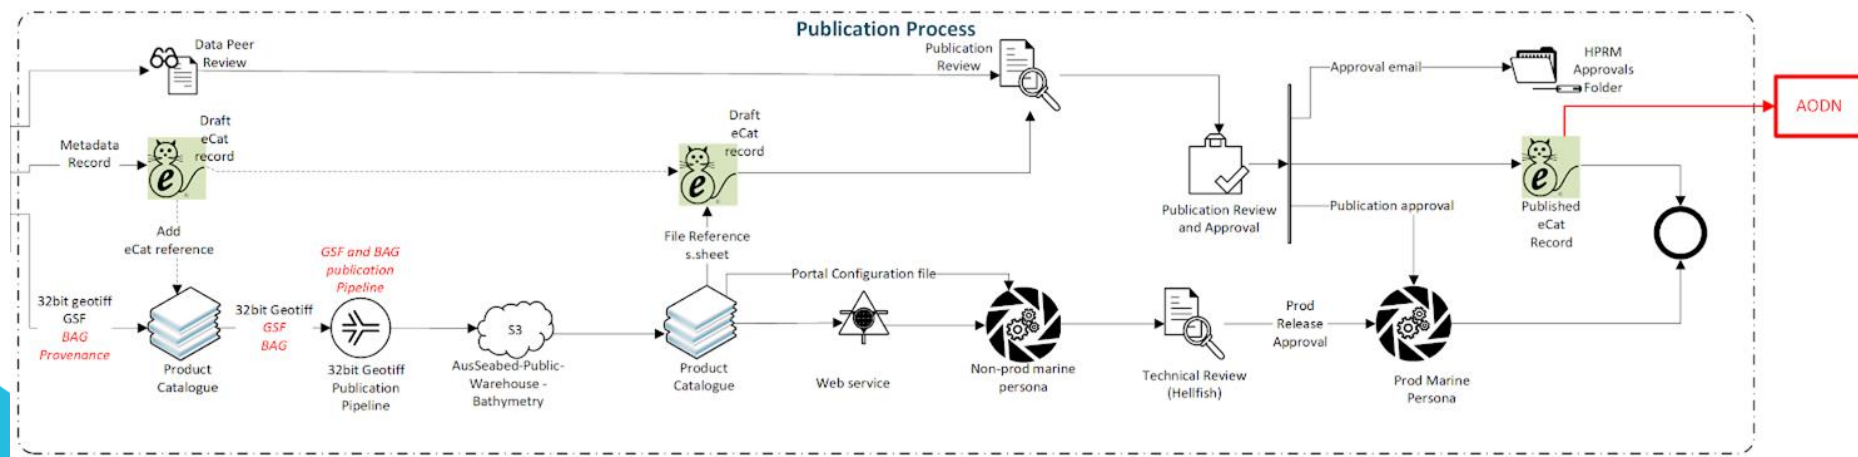 Publication Process
Data Peer
Review
Publication
Review
Approval email
HPRM
Approvals
Folder
AODN
Metadata
Record
Draft
eCat
record
e
Draft
eCat
record
e
Publication Review
and Approval
e
Published
eCat
Record
Publication approval
Add
eCat reference
File Reference
s.sheet
GSF and BAG
publication
Pipeline
Portal Configuration file
32bit geotiff
GSF
BAG
Provenance
Product
Catalogue
32bit Geotiff
GSF
BAG
32bit Geotiff
Publication
Pipeline
S3
AusSeabed-Public-
Warehouse -
Bathymetry
Product
Catalogue
Web service
Non-prod marine
persona
Technical Review
(Hellfish)
Prod
Release
Approval
Prod Marine
Persona